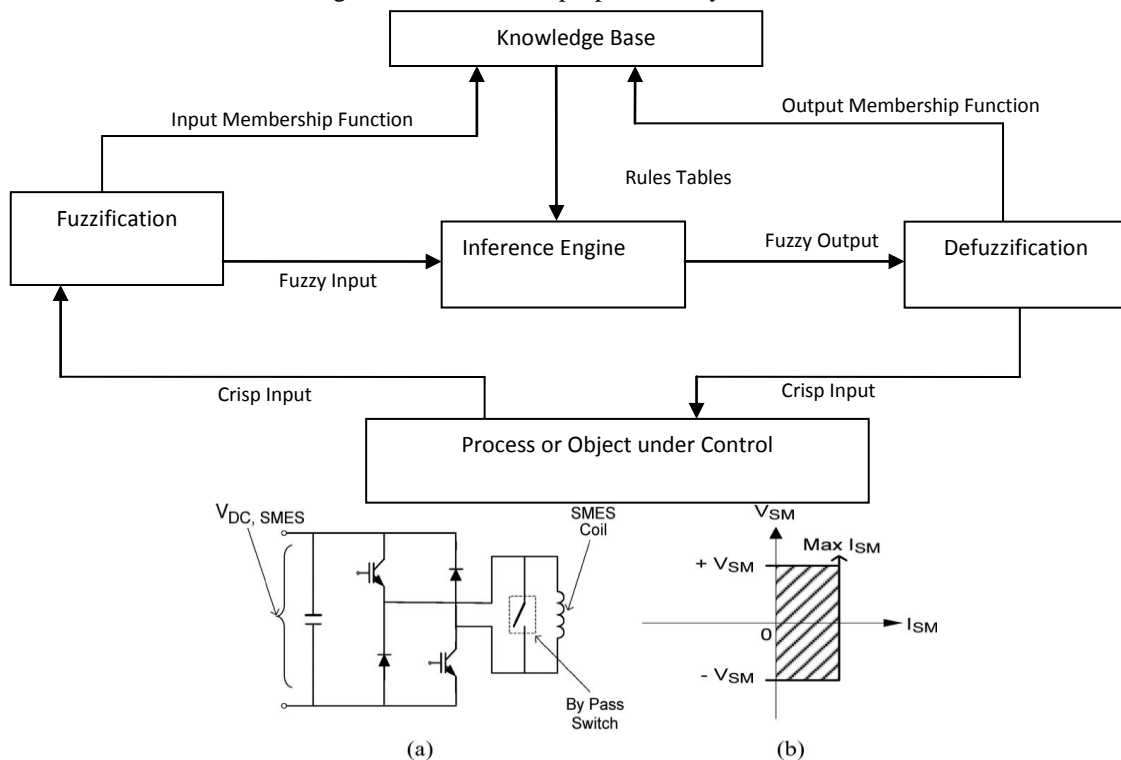 Knowledge Base
Input Membership Function
Output Membership Function
Rules Tables
Fuzzification
Inference Engine
Fuzzy Output
Defuzzification
Fuzzy Input
Crisp Input
Crisp Input
Process or Object under Control
VDC, SMES
SMES
Coil
By Pass
Switch
(a)
VSM
Max ISM
+ VSM
0
ISM
- VSM
(b)